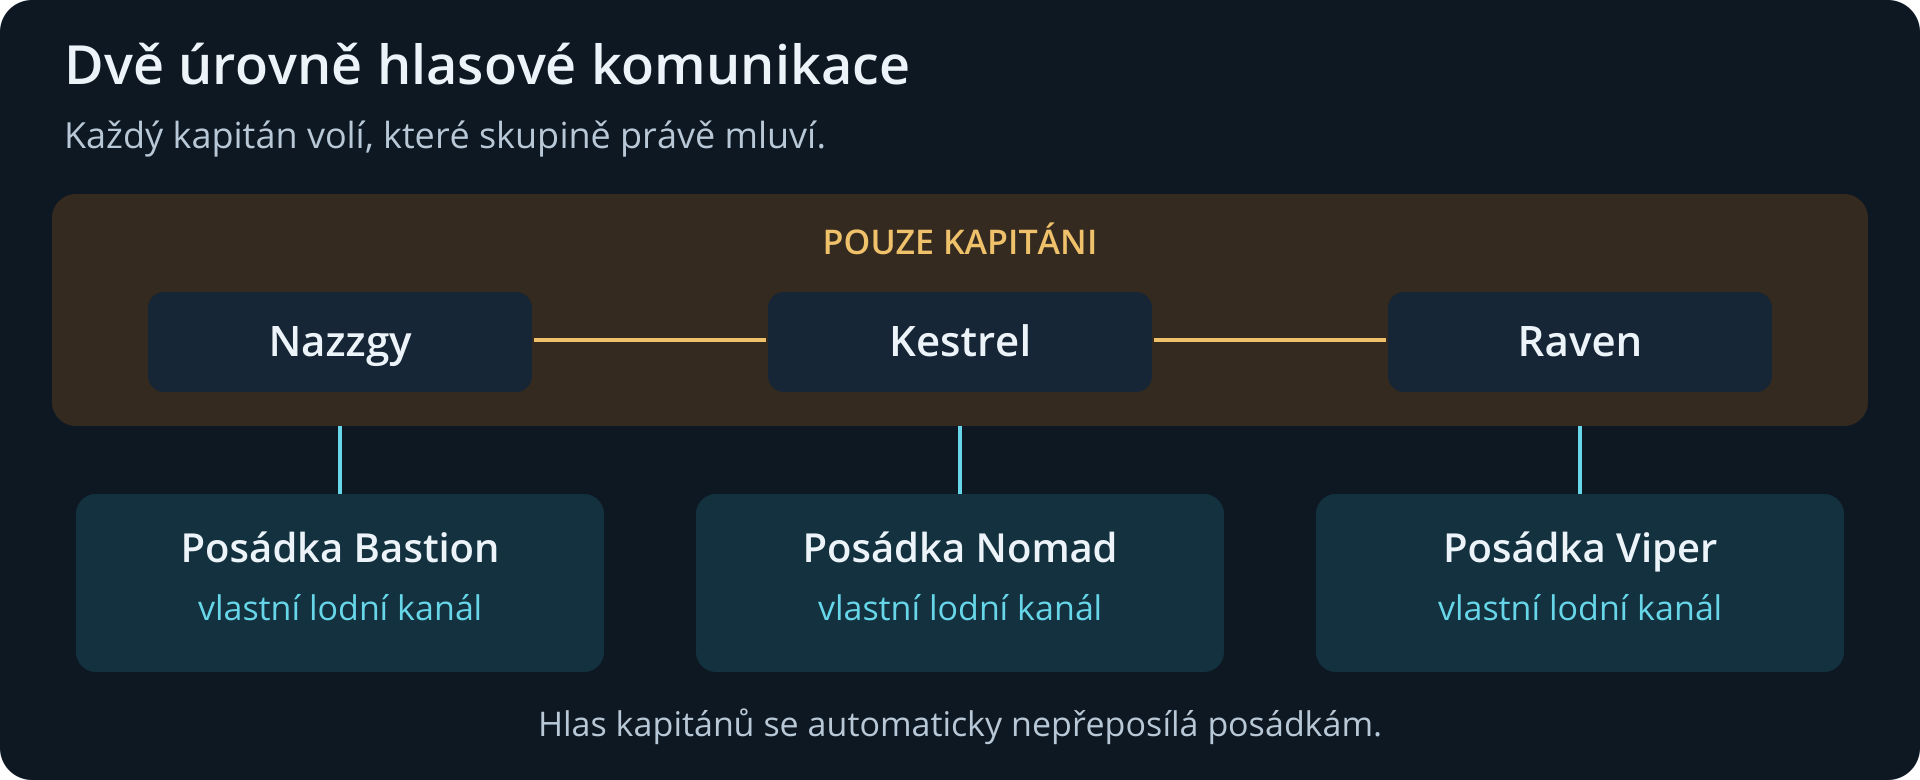 Dvě úrovně hlasové komunikace
Každý kapitán volí, které skupině právě mluví.
POUZE KAPITÁNI
Nazzgy
Kestrel
Raven
Posádka Bastion
vlastní lodní kanál
Posádka Nomad
vlastní lodní kanál
Posádka Viper
vlastní lodní kanál
Hlas kapitánů se automaticky nepřeposílá posádkám.